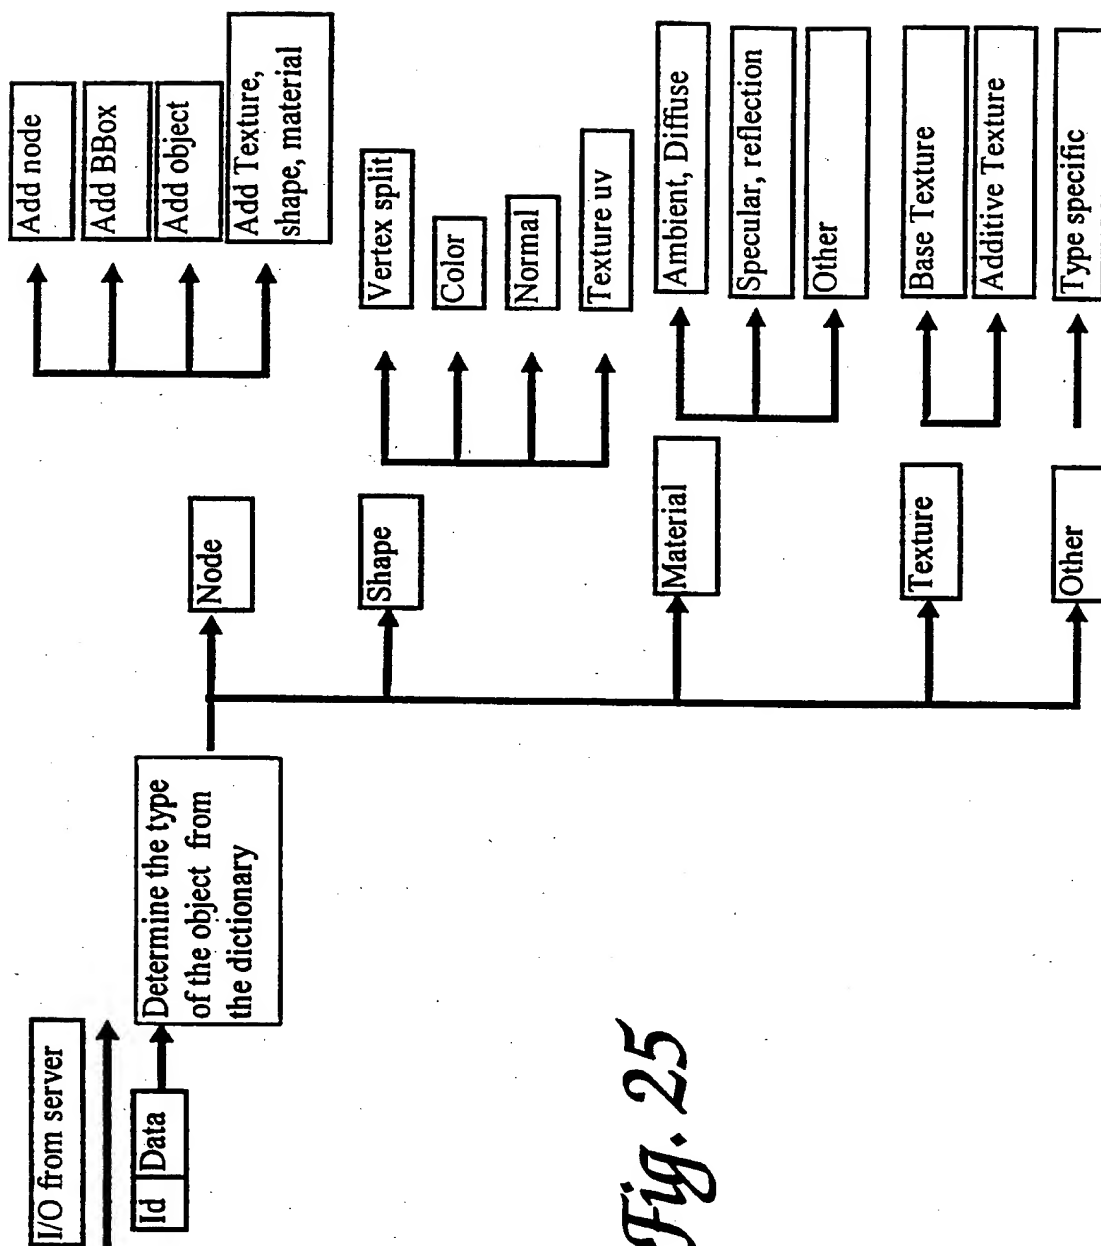 I/O from server
Id
Data
Determine the type
of the object from
the dictionary
Node
Add node
Add BBox
Add object
Add Texture,
shape, material
Shape
Vertex split
Color
Normal
Texture uv
Material
Ambient, Diffuse
Specular, reflection
Other
Texture
Base Texture
Additive Texture
Other
Type specific
Fig. 25